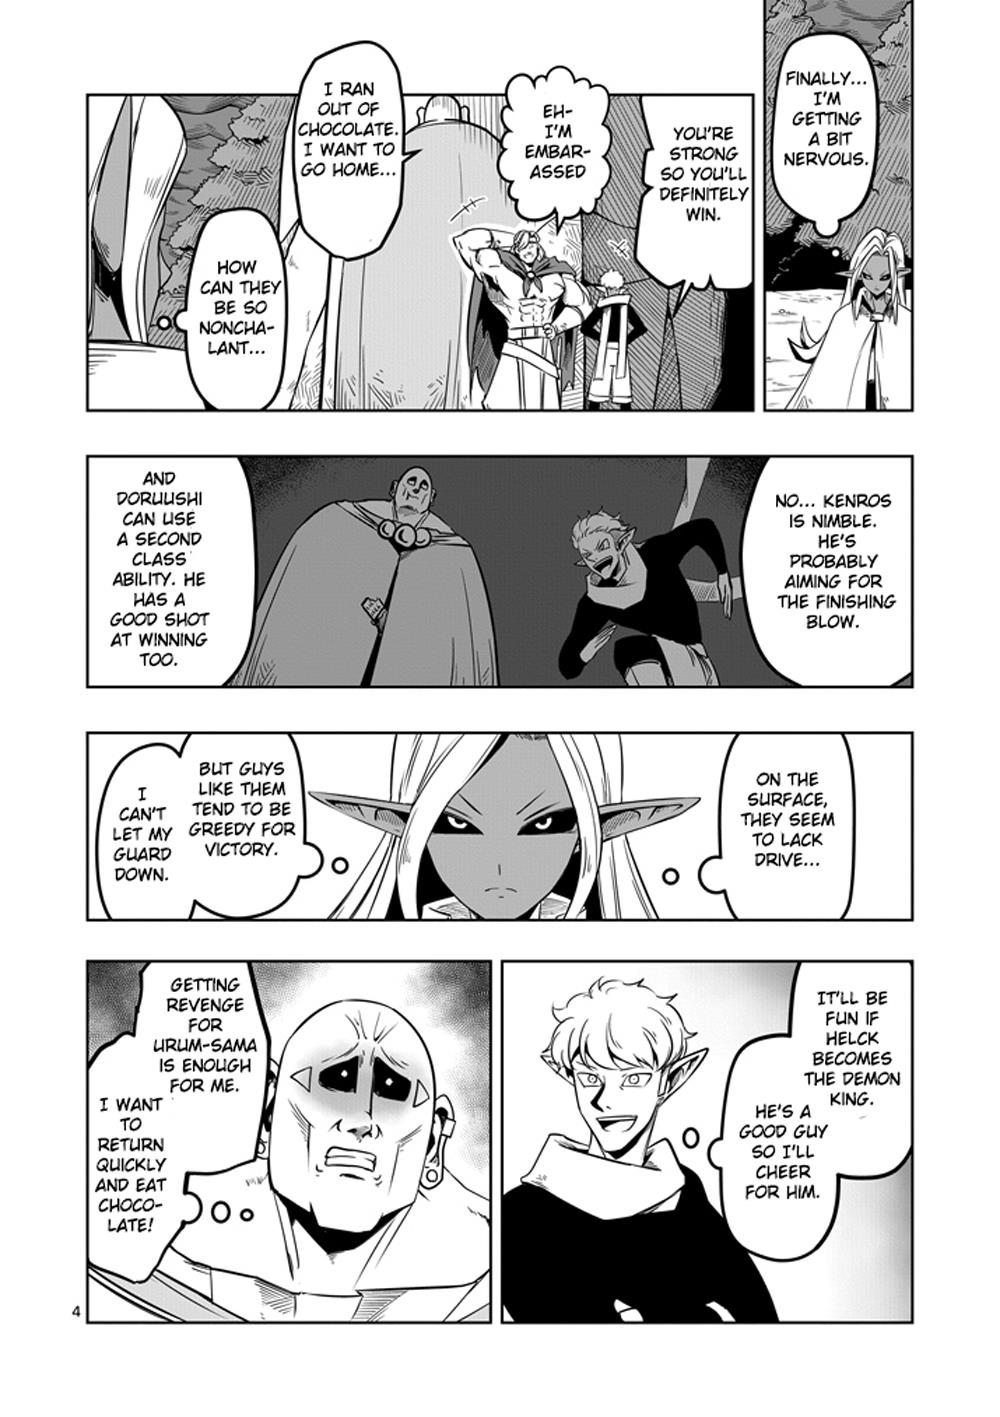 FINALLY...
I'M
GETTING
A BIT
NERVOUS.
YOU'RE
STRONG
SO YOU'LL
DEFINITELY
WIN.
EH-
I'M
EMBAR-
ASSED
I RAN
OUT OF
CHOCOLATE.
I WANT TO
GO HOME...
HOW
CAN THEY
BE SO
NONCHA-
LANT...
NO... KENROS
IS NIMBLE.
HE'S
PROBABLY
AIMING FOR
THE FINISHING
BLOW.
AND
DORUUSHI
CAN USE
A SECOND
CLASS
ABILITY. HE
HAS A
GOOD SHOT
AT WINNING
TOO.
ON THE
SURFACE,
THEY SEEM
TO LACK
DRIVE...
BUT GUYS
LIKE THEM
TEND TO BE
GREEDY FOR
VICTORY.
I
CAN'T
LET MY
GUARD
DOWN.
IT'LL BE
FUN IF
HELCK
BECOMES
THE DEMON
KING.
HE'S A
GOOD GUY
SO I'LL
CHEER
FOR HIM.
GETTING
REVENGE
FOR
URUM-SAMA
IS ENOUGH
FOR ME.
I WANT
TO
RETURN
QUICKLY
AND EAT
CHOCO-
LATE!
4